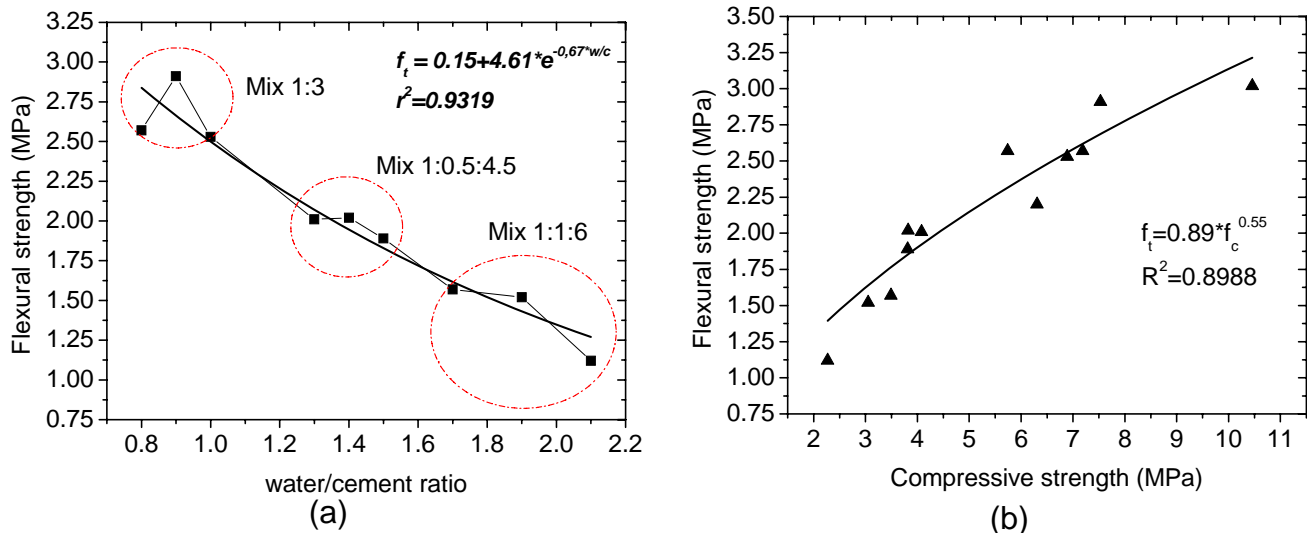 3.25
3.00
2.75
2.50
2.25
2.00
1.75
1.50
1.25
1.00
0.75
Flexural strength (MPa)
f_t = 0.15+4.61*e^-0,67*w/c
r^2=0.9319
Mix 1:3
Mix 1:0.5:4.5
Mix 1:1:6
0.8 1.0 1.2 1.4 1.6 1.8 2.0 2.2
water/cement ratio
(a)
3.50
3.25
3.00
2.75
2.50
2.25
2.00
1.75
1.50
1.25
1.00
0.75
Flexural strength (MPa)
f_t=0.89*f_c^0.55
R^2=0.8988
2 3 4 5 6 7 8 9 10 11
Compressive strength (MPa)
(b)